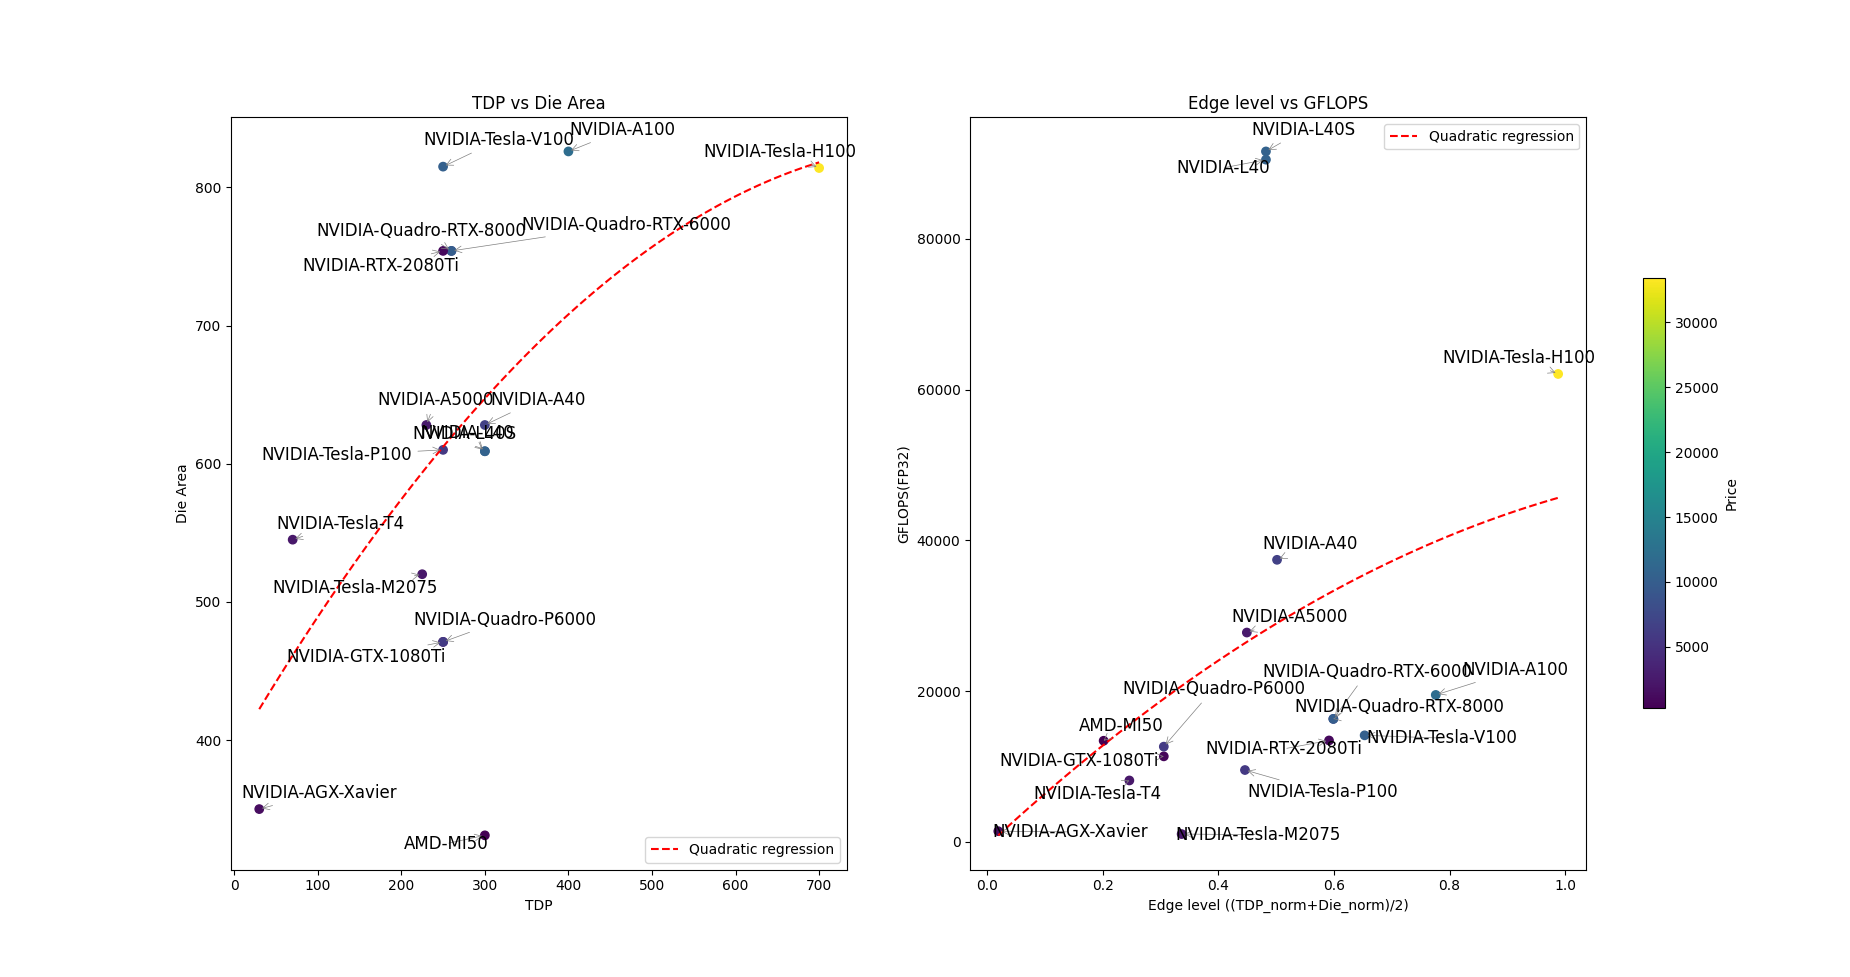 TDP vs Die Area
NVIDIA-Tesla-V100
NVIDIA-A100
NVIDIA-Tesla-H100
NVIDIA-Quadro-RTX-8000
NVIDIA-Quadro-RTX-6000
NVIDIA-RTX-2080Ti
NVIDIA-A5000
NVIDIA-A40
NVIDIA-L40
NVIDIA-L40S
NVIDIA-Tesla-P100
NVIDIA-Tesla-T4
NVIDIA-Tesla-M2075
NVIDIA-Quadro-P6000
NVIDIA-GTX-1080Ti
NVIDIA-AGX-Xavier
AMD-MI50
Quadratic regression
800
700
600
500
400
Die Area
0 100 200 300 400 500 600 700
TDP
Edge level vs GFLOPS
Quadratic regression
NVIDIA-L40S
NVIDIA-L40
NVIDIA-Tesla-H100
NVIDIA-A40
NVIDIA-A5000
NVIDIA-Quadro-RTX-6000
NVIDIA-A100
NVIDIA-Quadro-P6000
NVIDIA-Quadro-RTX-8000
AMD-MI50
NVIDIA-Tesla-V100
NVIDIA-RTX-2080Ti
NVIDIA-GTX-1080Ti
NVIDIA-Tesla-T4
NVIDIA-Tesla-P100
NVIDIA-AGX-Xavier
NVIDIA-Tesla-M2075
80000
60000
40000
20000
0
GFLOPS(FP32)
0.0 0.2 0.4 0.6 0.8 1.0
Edge level ((TDP_norm+Die_norm)/2)
30000
25000
20000
15000
10000
5000
Price